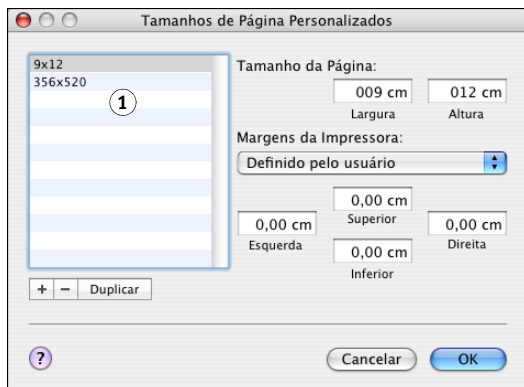 Tamanhos de Página Personalizados
9x12
356x520
1
Tamanho da Página:
009 cm
012 cm
Largura
Altura
Margens da Impressora:
Definido pelo usuário
0,00 cm
Superior
0,00 cm
0,00 cm
Esquerda
Direita
0,00 cm
Inferior
+ − Duplicar
?
Cancelar
OK